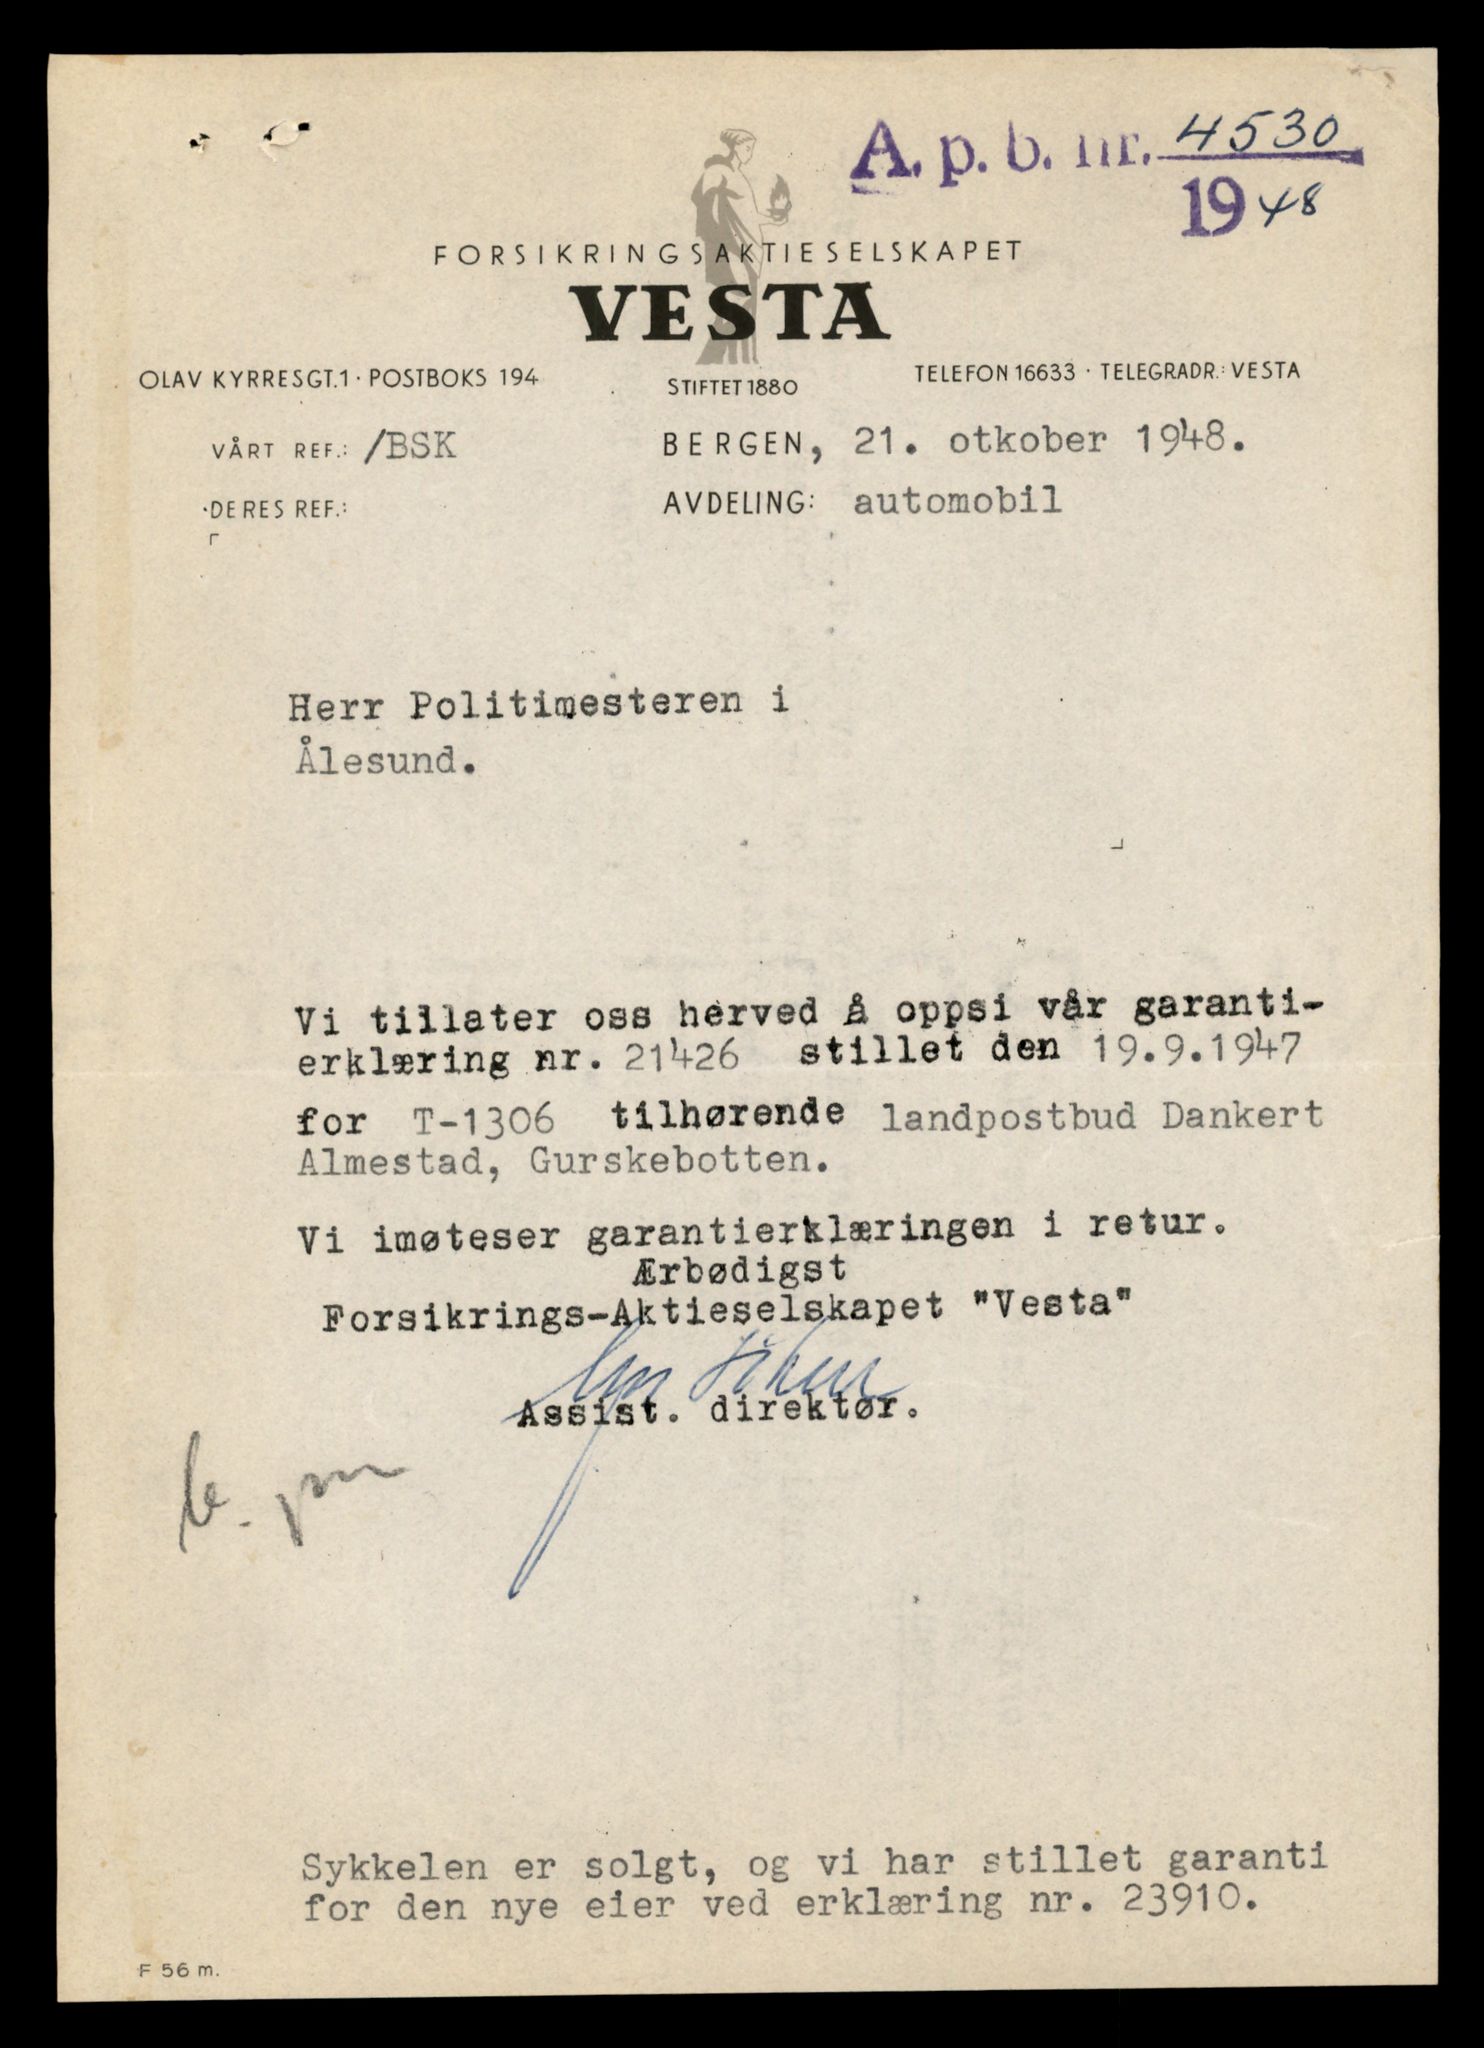 A. p. b. nr. 4530
1948
FORSIKRINGSAKTIESELSKAPET
VESTA
OLAV KYRRESGT.1 · POSTBOKS 194
STIFTET 1880
TELEFON 16633 · TELEGRADR.: VESTA
VÅRT REF.: /BSK
BERGEN, 21. otkober 1948.
DERES REF.:
AVDELING: automobil
Herr Politimesteren i
Ålesund.
Vi tillater oss herved å oppsi vår garanti-
erklæring nr. 21426 stillet den 19.9.1947
for T-1306 tilhørende landpostbud Dankert
Almestad, Gurskebotten.
Vi imøteser garantierklæringen i retur.
Ærbødigst
Forsikrings-Aktieselskapet "Vesta"
Assist. direktør.
Sykkelen er solgt, og vi har stillet garanti
for den nye eier ved erklæring nr. 23910.
F 56 m.